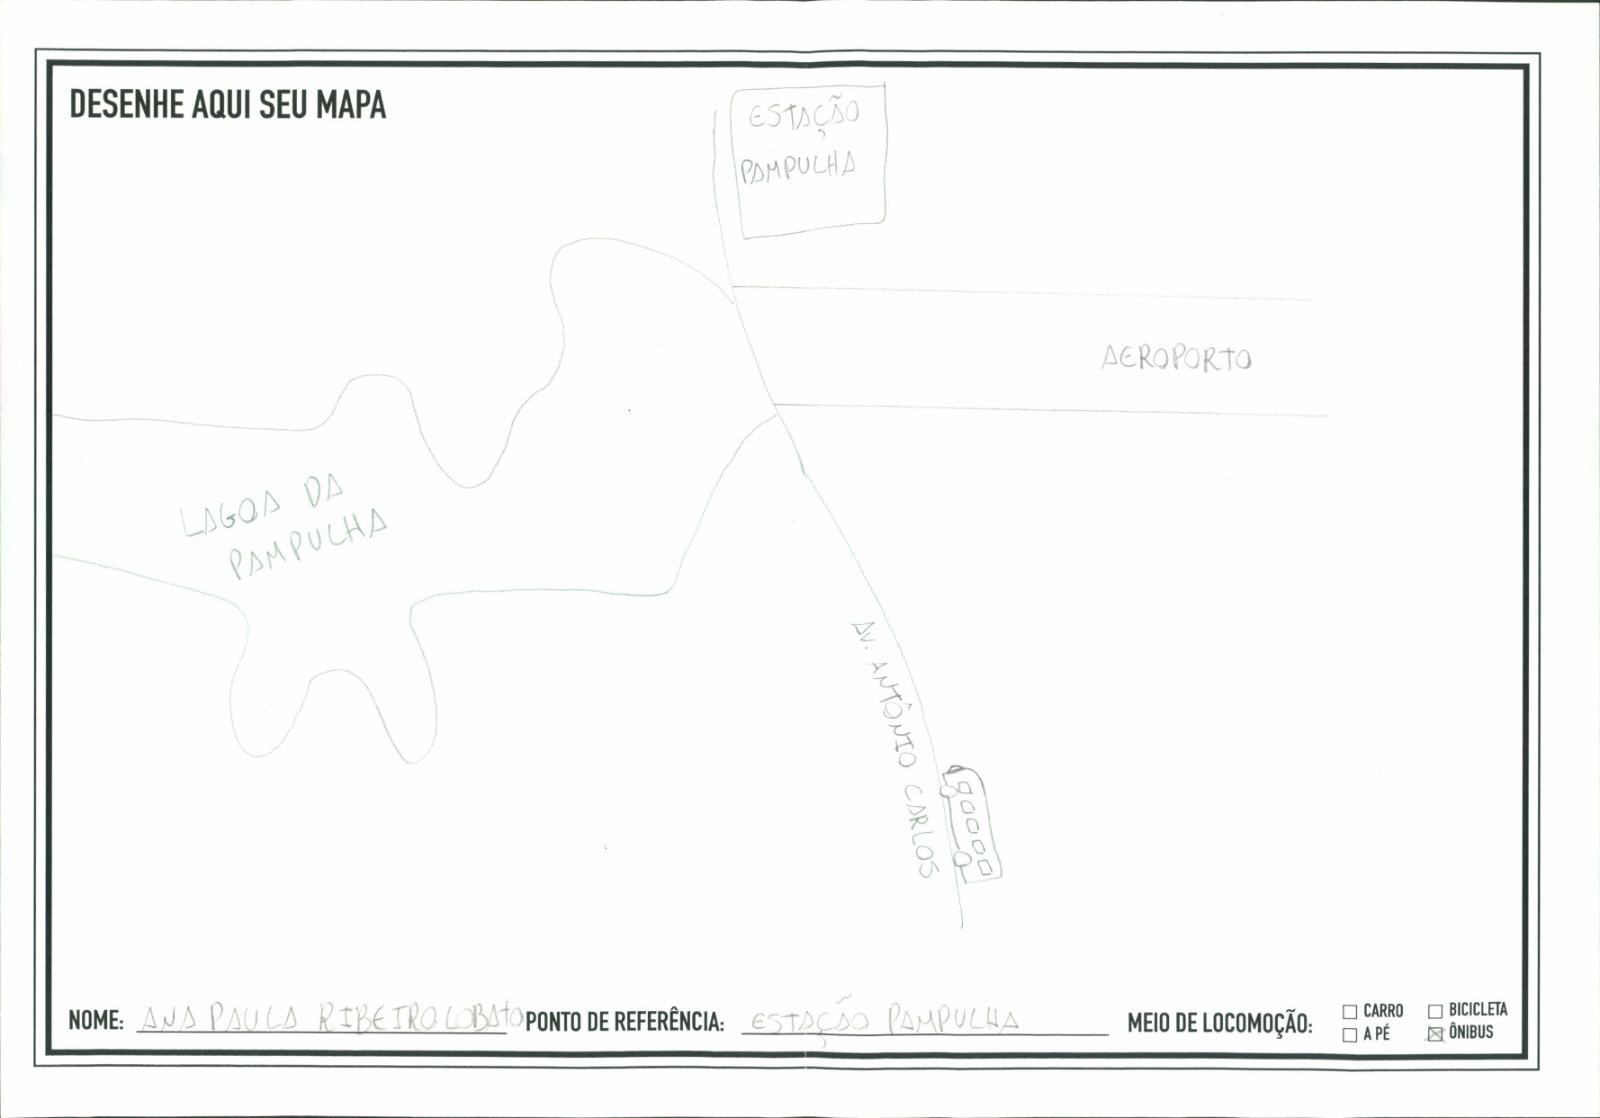 DESENHE AQUI SEU MAPA
ESTAÇÃO
PAMPULHA
AEROPORTO
LAGOA DA
PAMPULHA
AV. ANTÔNIO CARLOS
NOME: ANA PAULA RIBEIRO LOBATO PONTO DE REFERÊNCIA: ESTAÇÃO PAMPULHA MEIO DE LOCOMOÇÃO:
CARRO BICICLETA
A PÉ ÔNIBUS